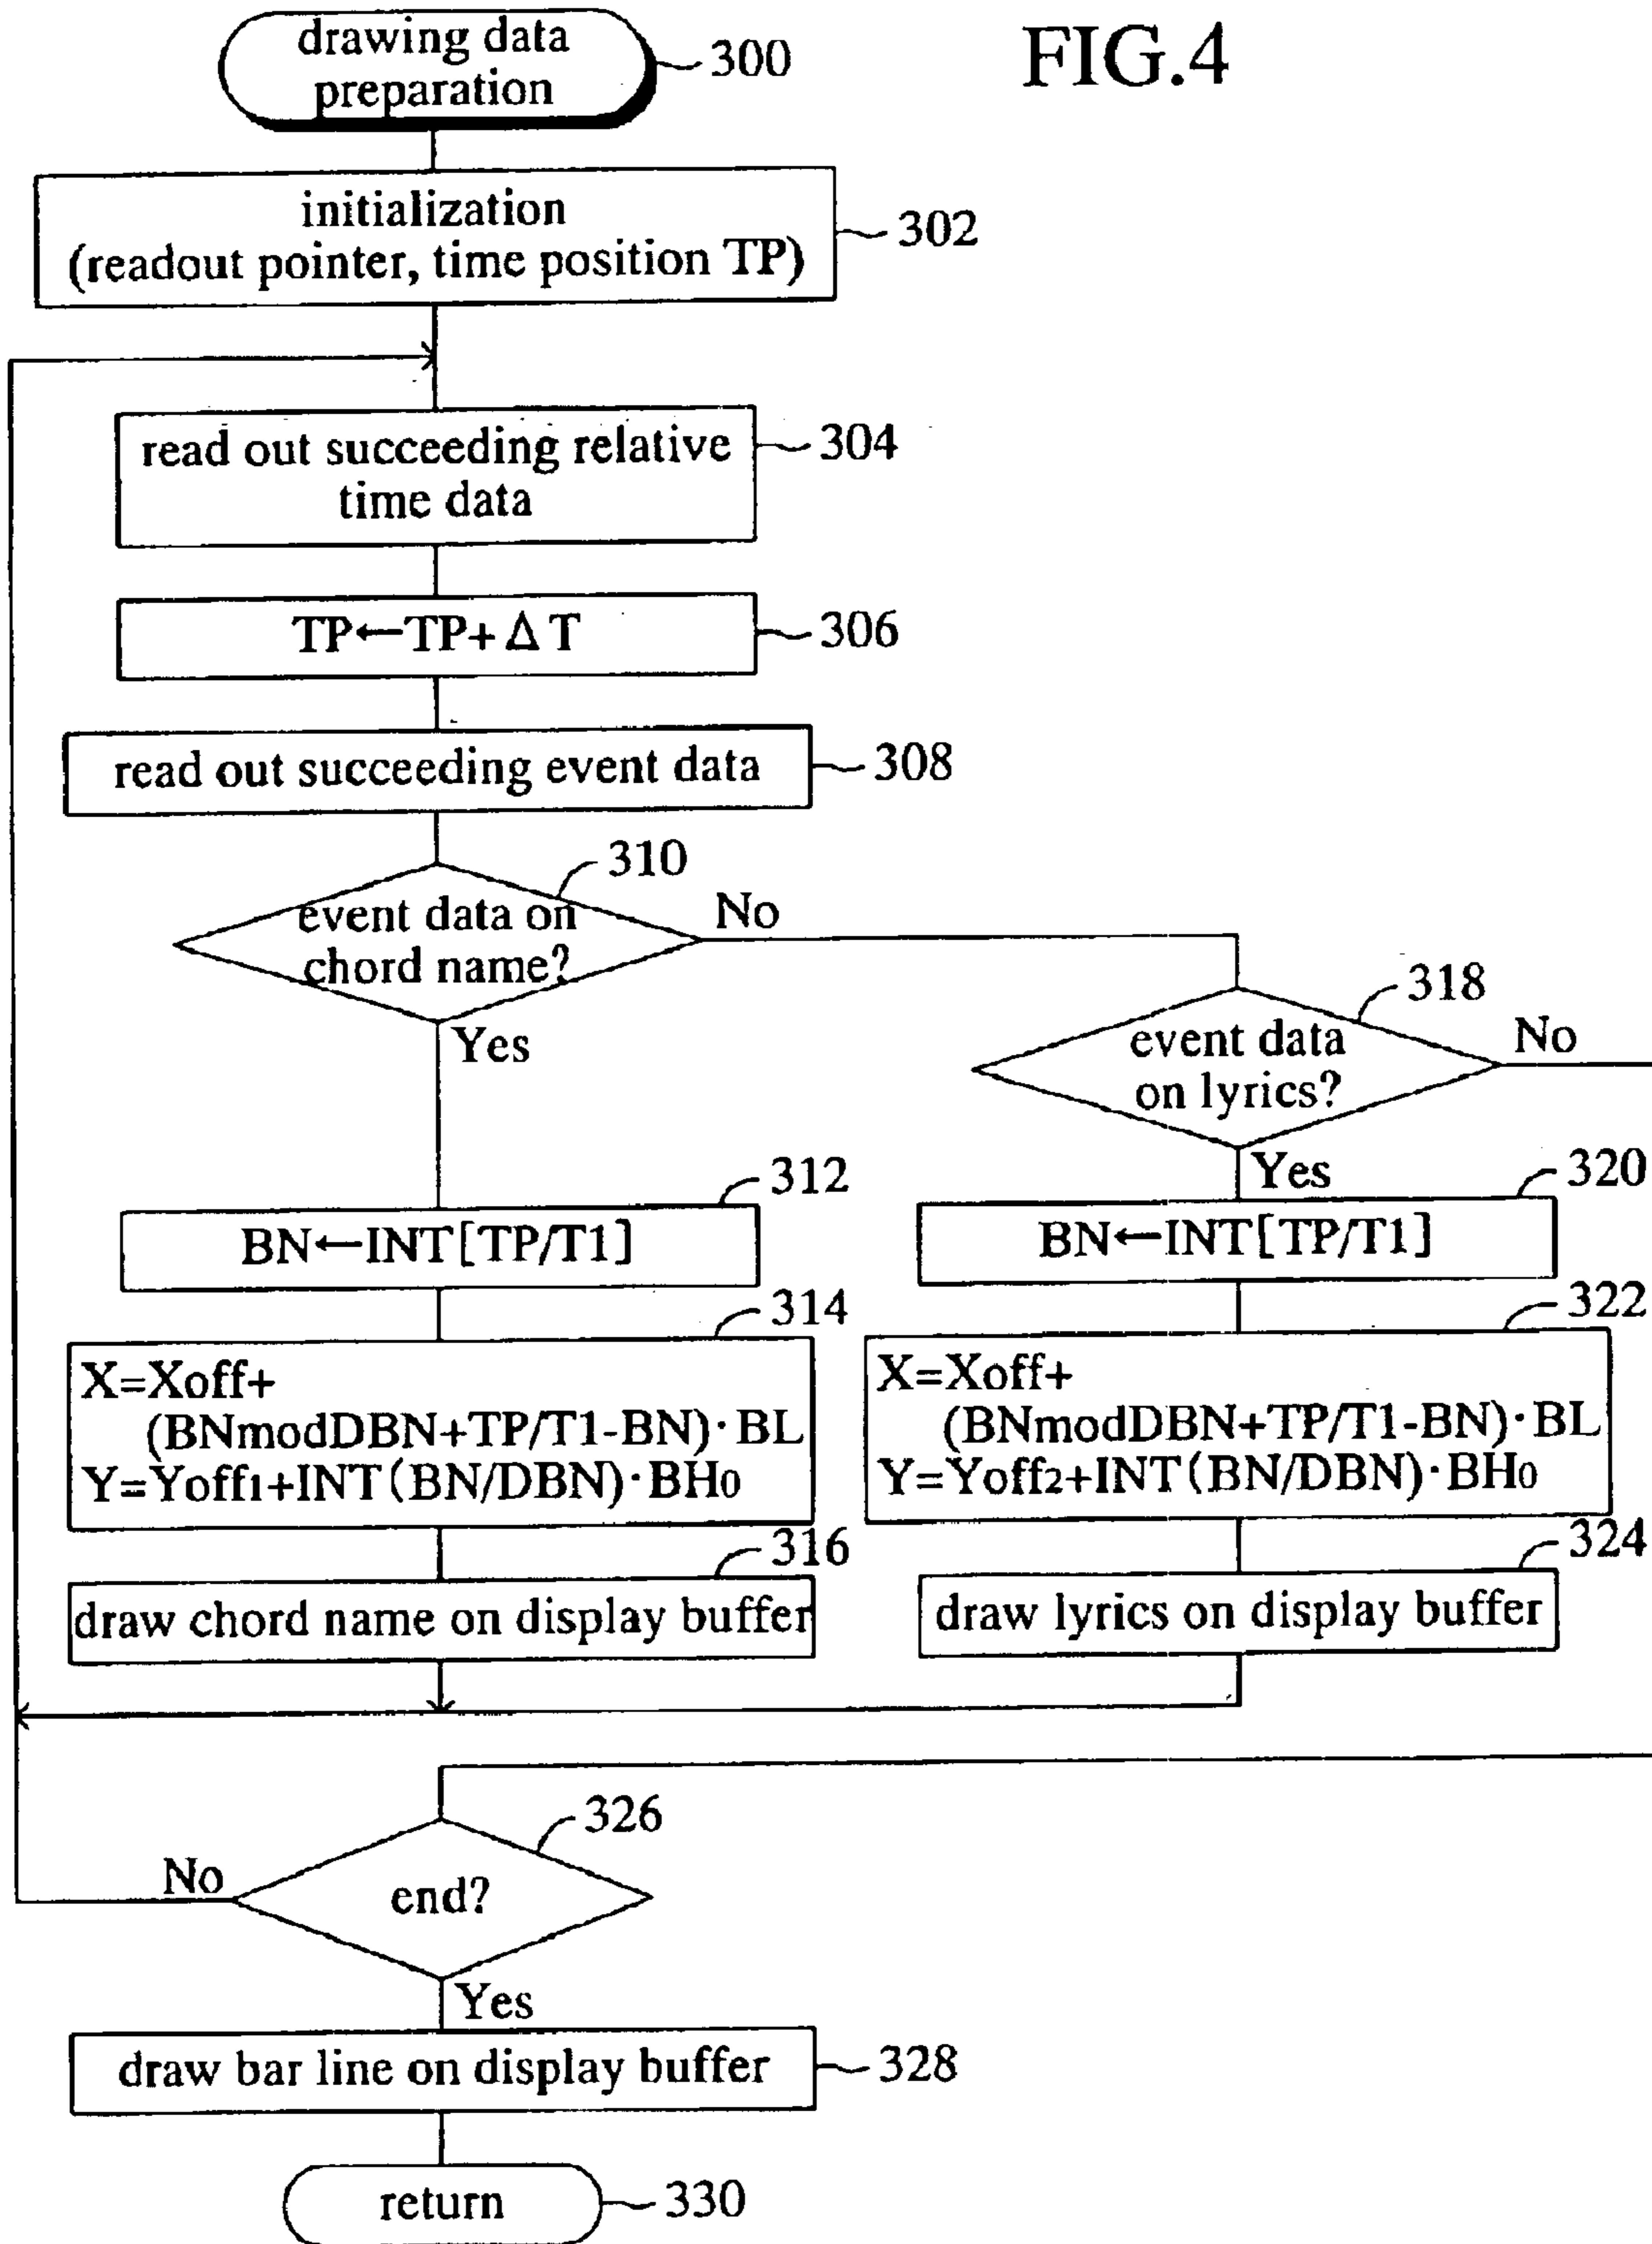 FIG.4
drawing data
preparation
300
initialization
(readout pointer, time position TP)
302
read out succeeding relative
time data
304
TP←TP+ΔT
306
read out succeeding event data
308
310
event data on
chord name?
No
Yes
318
event data
on lyrics?
No
Yes
312
BN←INT[TP/T1]
320
BN←INT[TP/T1]
314
X=Xoff+
(BNmodDBN+TP/T1-BN)·BL
Y=Yoff1+INT(BN/DBN)·BH0
322
X=Xoff+
(BNmodDBN+TP/T1-BN)·BL
Y=Yoff2+INT(BN/DBN)·BH0
316
draw chord name on display buffer
324
draw lyrics on display buffer
326
end?
No
Yes
draw bar line on display buffer
328
return
330